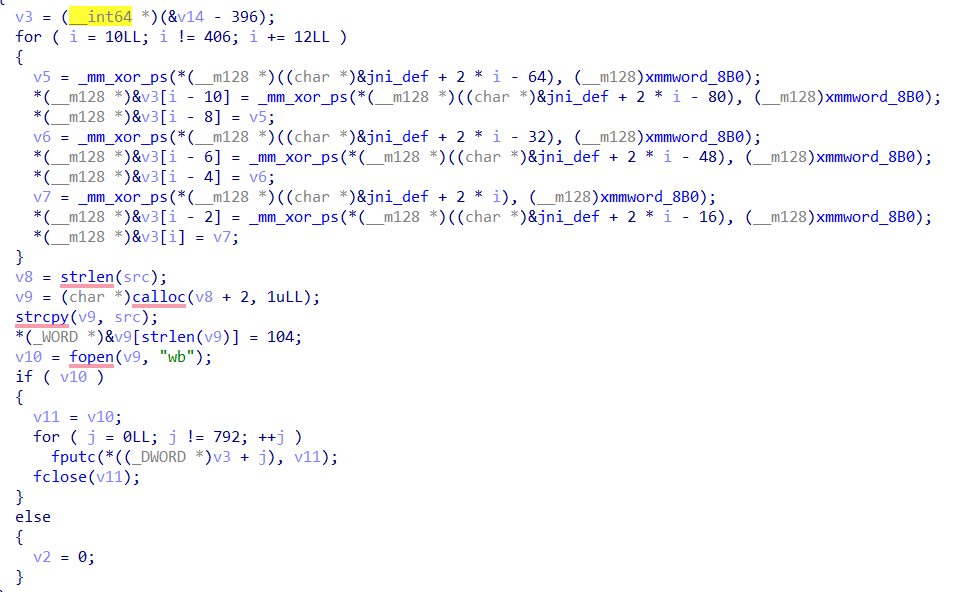 v3 = (__int64 *)(&v14 - 396);
for ( i = 10LL; i != 406; i += 12LL )
{
v5 = _mm_xor_ps(*(__m128 *)((char *)&jni_def + 2 * i - 64), (__m128)xmmword_8B0);
*(__m128 *)&v3[i - 10] = _mm_xor_ps(*(__m128 *)((char *)&jni_def + 2 * i - 80), (__m128)xmmword_8B0);
*(__m128 *)&v3[i - 8] = v5;
v6 = _mm_xor_ps(*(__m128 *)((char *)&jni_def + 2 * i - 32), (__m128)xmmword_8B0);
*(__m128 *)&v3[i - 6] = _mm_xor_ps(*(__m128 *)((char *)&jni_def + 2 * i - 48), (__m128)xmmword_8B0);
*(__m128 *)&v3[i - 4] = v6;
v7 = _mm_xor_ps(*(__m128 *)((char *)&jni_def + 2 * i), (__m128)xmmword_8B0);
*(__m128 *)&v3[i - 2] = _mm_xor_ps(*(__m128 *)((char *)&jni_def + 2 * i - 16), (__m128)xmmword_8B0);
*(__m128 *)&v3[i] = v7;
}
v8 = strlen(src);
v9 = (char *)calloc(v8 + 2, 1uLL);
strcpy(v9, src);
*(_WORD *)&v9[strlen(v9)] = 104;
v10 = fopen(v9, "wb");
if ( v10 )
{
v11 = v10;
for ( j = 0LL; j != 792; ++j )
fputc(*((_DWORD *)v3 + j), v11);
fclose(v11);
}
else
{
v2 = 0;
}